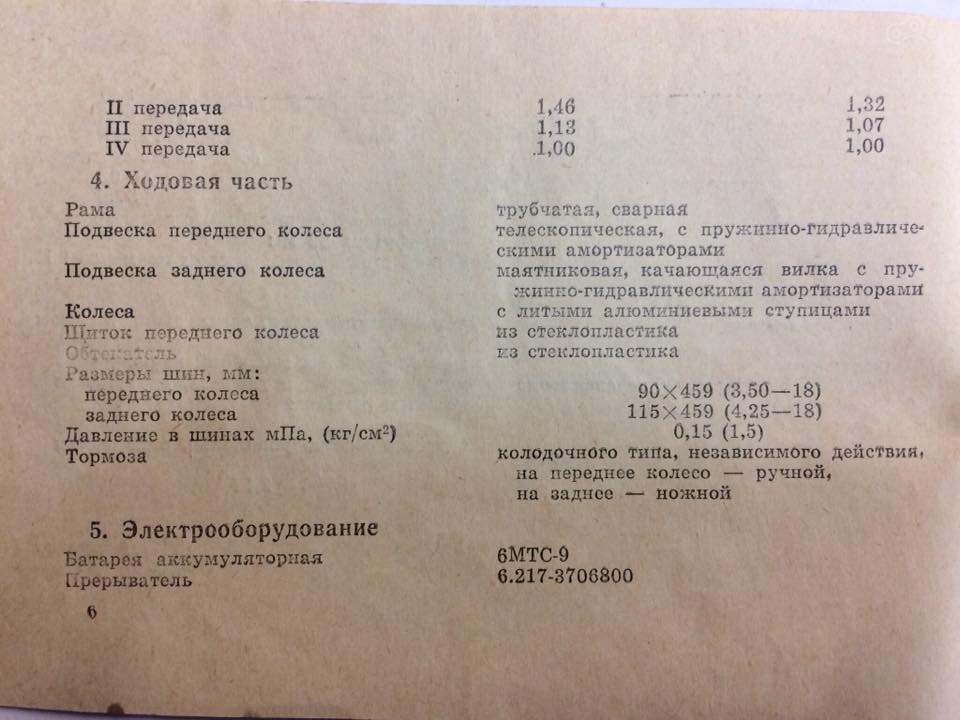 II передача 1,46 1,32
III передача 1,13 1,07
IV передача 1,00 1,00
4. Ходовая часть
Рама трубчатая, сварная
Подвеска переднего колеса телескопическая, с пружинно-гидравличе-
скими амортизаторами
Подвеска заднего колеса маятниковая, качающаяся вилка с пру-
жинно-гидравлическими амортизаторами
Колеса с литыми алюминиевыми ступицами
Щиток переднего колеса из стеклопластика
Обтекатель из стеклопластика
Размеры шин, мм:
переднего колеса 90×459 (3,50—18)
заднего колеса 115×459 (4,25—18)
Давление в шинах мПа, (кг/см²) 0,15 (1,5)
Тормоза колодочного типа, независимого действия,
на переднее колесо — ручной,
на заднее — ножной
5. Электрооборудование
Батарея аккумуляторная 6МТС-9
Прерыватель 6.217-3706800
6